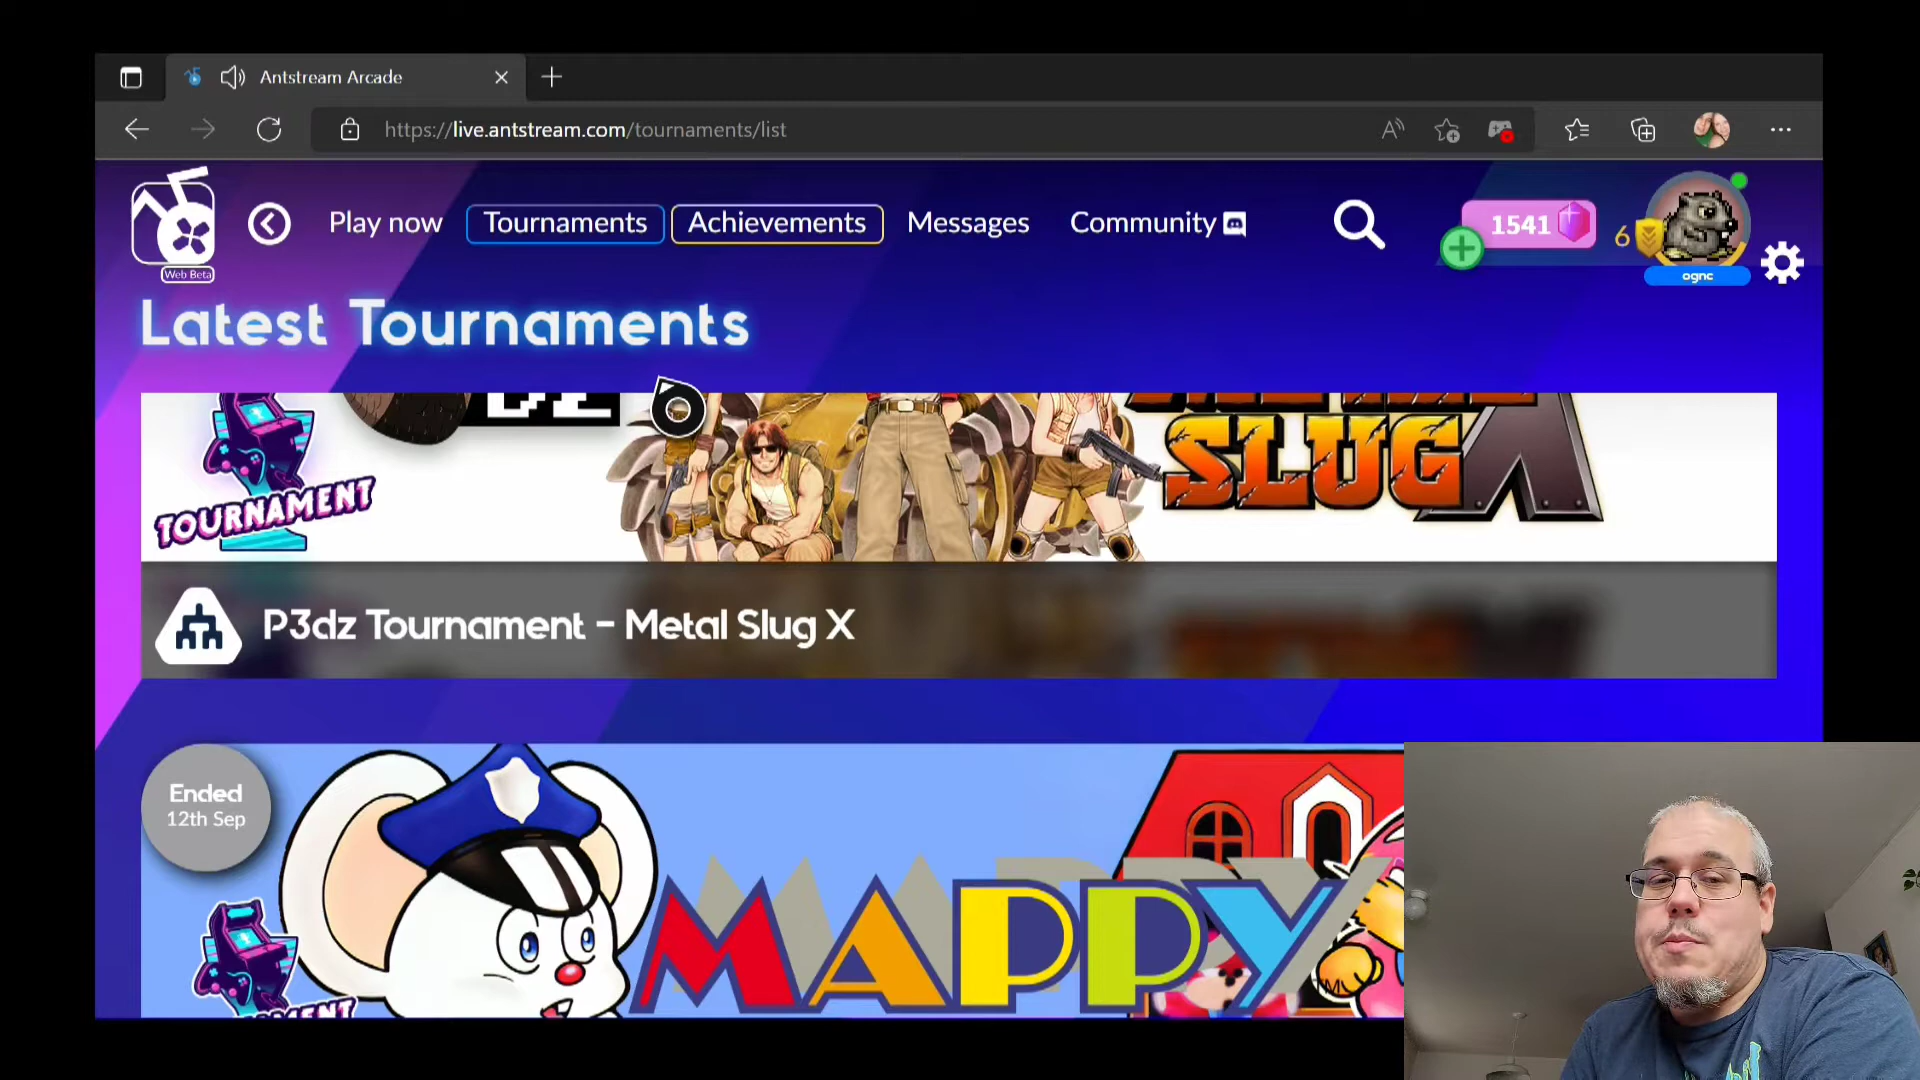 Antstream Arcade
https://live.antstream.com/tournaments/list
Web Beta
Play now
Tournaments
Achievements
Messages
Community
1541
6
ognc
Latest Tournaments
SLUG X
TOURNAMENT
P3dz Tournament - Metal Slug X
Ended
12th Sep
MAPPY